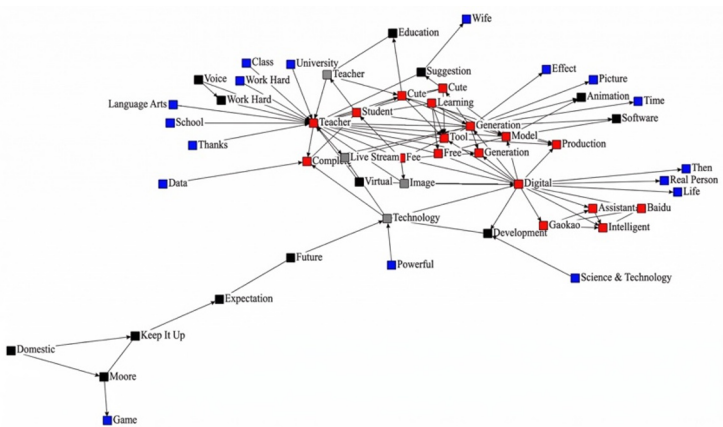 Wife
Education
Class
University
Teacher
Suggestion
Effect
Voice
Work Hard
Picture
Cute
Cute
Animation
Work Hard
Learning
Time
Language Arts
Student
School
Teacher
Generation
Software
Tool
Model
Thanks
Production
Complete
Live Stream
Fee
Free
Generation
Then
Data
Virtual
Image
Digital
Real Person
Life
Assistant
Baidu
Technology
Gaokao
Intelligent
Development
Future
Powerful
Science & Technology
Expectation
Keep It Up
Domestic
Moore
Game